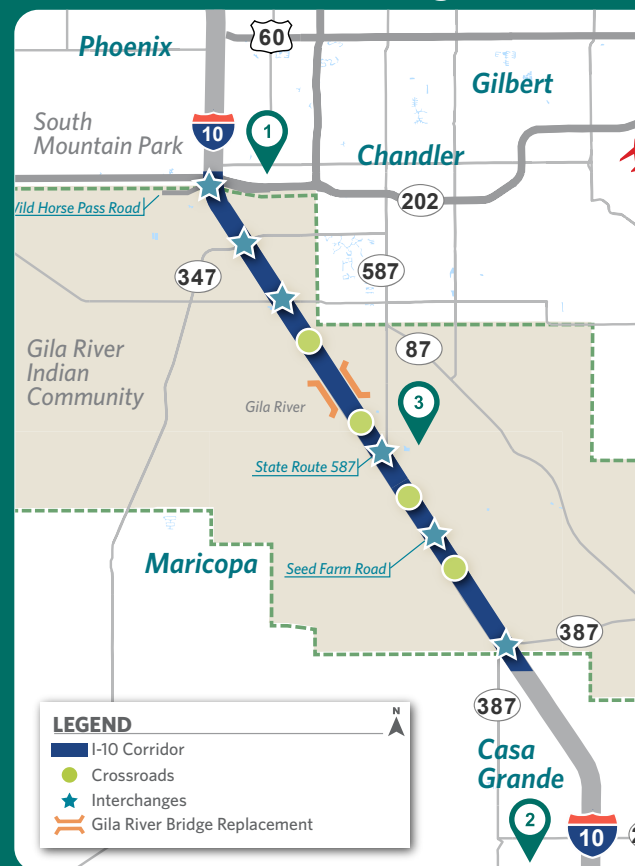 Phoenix
60
Gilbert
South
Mountain Park
10
1
Chandler
202
Wild Horse Pass Road
347
587
Gila River
Indian
Community
87
Gila River
3
State Route 587
Maricopa
Seed Farm Road
387
387
N
LEGEND
I-10 Corridor
Crossroads
Interchanges
Gila River Bridge Replacement
Casa
Grande
2
10